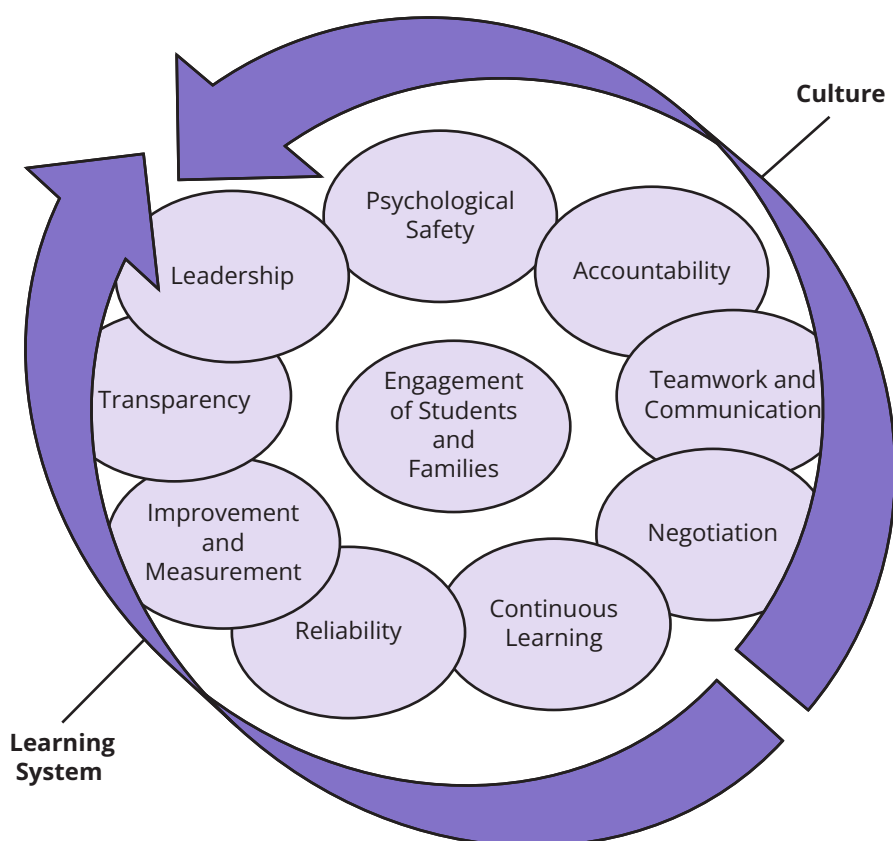 Culture
Psychological
Safety
Accountability
Leadership
Teamwork and
Communication
Engagement
of Students
and
Families
Transparency
Negotiation
Improvement
and
Measurement
Continuous
Learning
Reliability
Learning
System